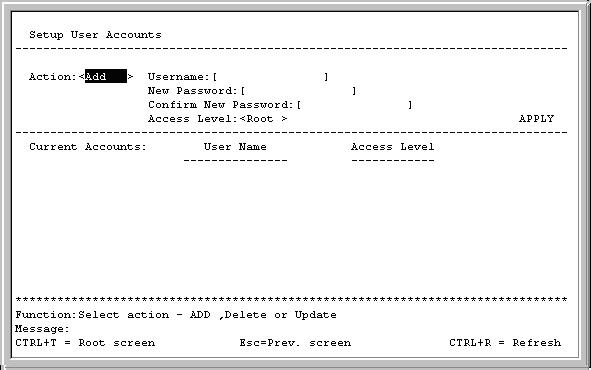 Setup User Accounts
--------------------------------------------------------------------------------
Action:<Add   >  Username:[               ]
New Password:[               ]
Confirm New Password:[               ]
Access Level:<Root > APPLY
--------------------------------------------------------------------------------
Current Accounts: User Name Access Level
--------------- ------------
********************************************************************************
Function:Select action - ADD ,Delete or Update
Message:
CTRL+T = Root screen Esc=Prev. screen CTRL+R = Refresh